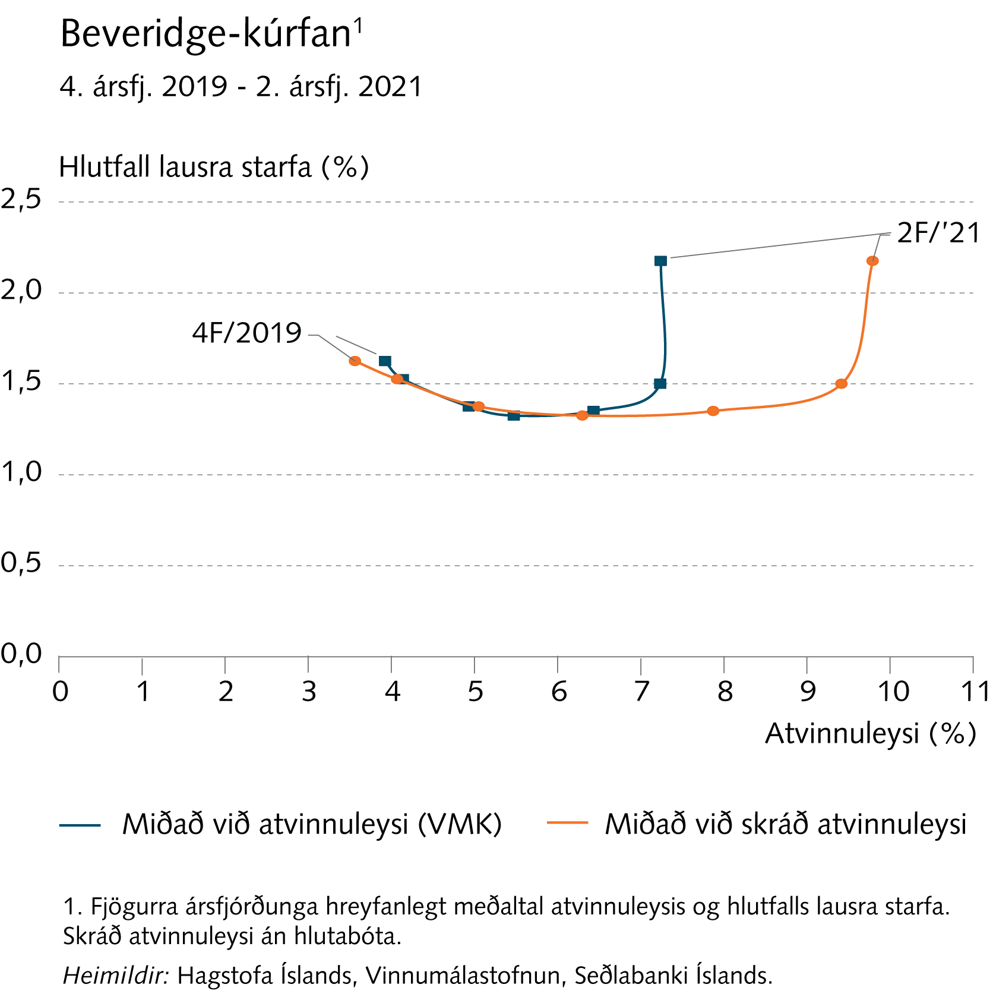 Beveridge-kúrfan¹
4. ársfj. 2019 - 2. ársfj. 2021
Hlutfall lausra starfa (%)
2,5
2F/'21
2,0
4F/2019
1,5
1,0
0,5
0,0
0 1 2 3 4 5 6 7 8 9 10 11
Atvinnuleysi (%)
Miðað við atvinnuleysi (VMK) Miðað við skráð atvinnuleysi
1. Fjögurra ársfjórðunga hreyfanlegt meðaltal atvinnuleysis og hlutfalls lausra starfa.
Skráð atvinnuleysi án hlutabóta.
Heimildir: Hagstofa Íslands, Vinnumálastofnun, Seðlabanki Íslands.